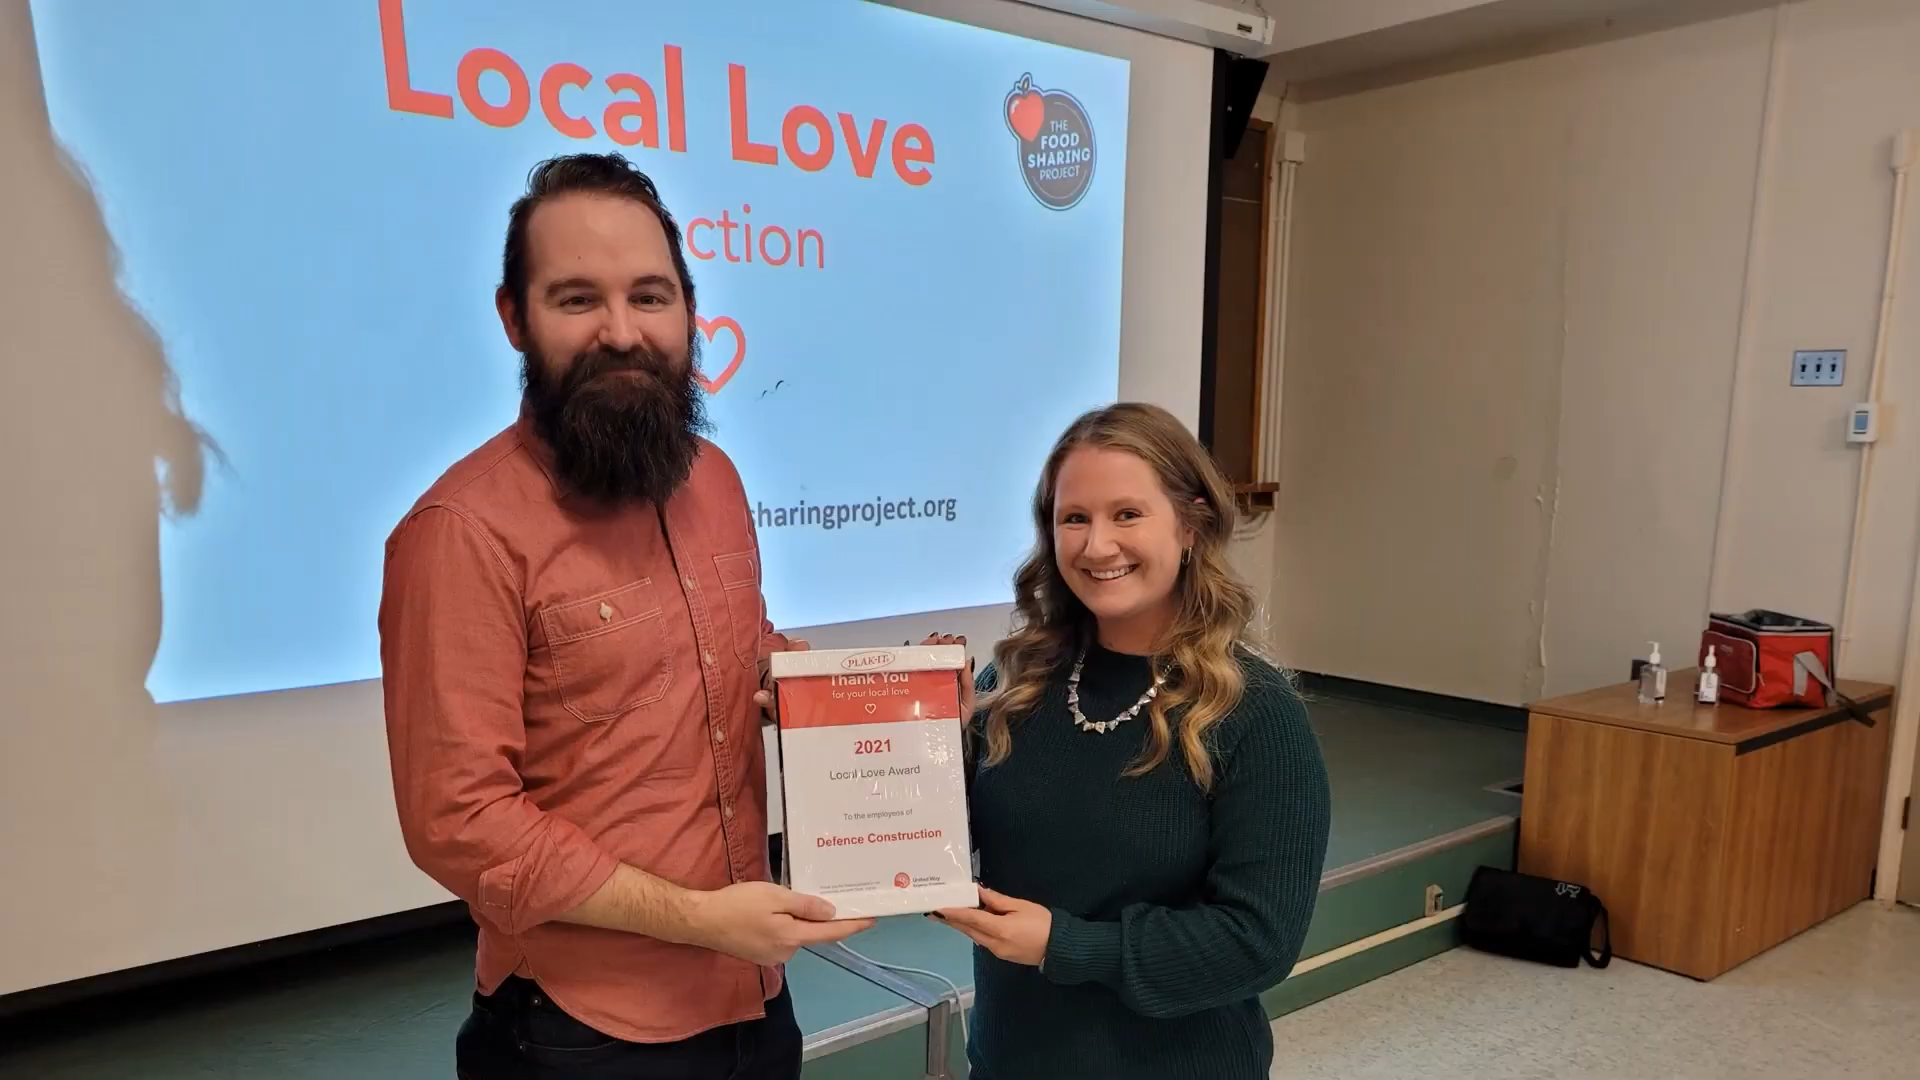 Local Love
ction
sharingproject.org
THE
FOOD
SHARING
PROJECT
PLAK-IT
Thank You
for your local love
2021
Local Love Award
To the employees of
Defence Construction
United Way